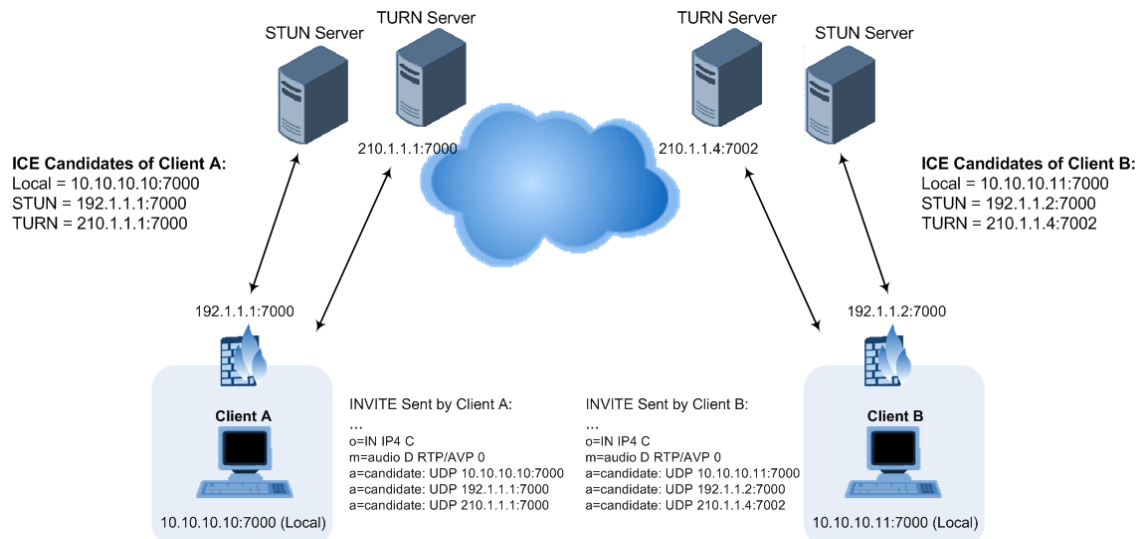 TURN Server
STUN Server
TURN Server
STUN Server
210.1.1.1:7000
210.1.1.4:7002
ICE Candidates of Client A:
Local = 10.10.10.10:7000
STUN = 192.1.1.1:7000
TURN = 210.1.1.1:7000
ICE Candidates of Client B:
Local = 10.10.10.11:7000
STUN = 192.1.1.2:7000
TURN = 210.1.1.4:7002
192.1.1.1:7000
192.1.1.2:7000
Client A
10.10.10.10:7000 (Local)
INVITE Sent by Client A:
...
o=IN IP4 C
m=audio D RTP/AVP 0
a=candidate: UDP 10.10.10.10:7000
a=candidate: UDP 192.1.1.1:7000
a=candidate: UDP 210.1.1.1:7000
INVITE Sent by Client B:
...
o=IN IP4 C
m=audio D RTP/AVP 0
a=candidate: UDP 10.10.10.11:7000
a=candidate: UDP 192.1.1.2:7000
a=candidate: UDP 210.1.1.4:7002
Client B
10.10.10.11:7000 (Local)